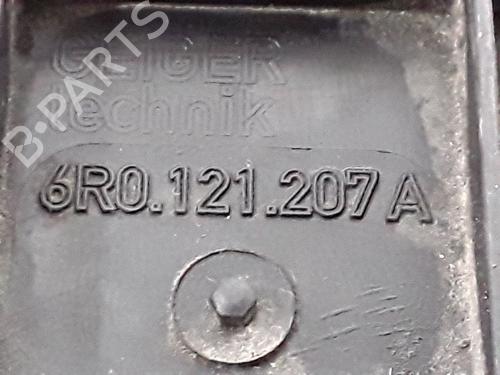 B-PARTS
GEIGER
technik
6R0.121.207 A